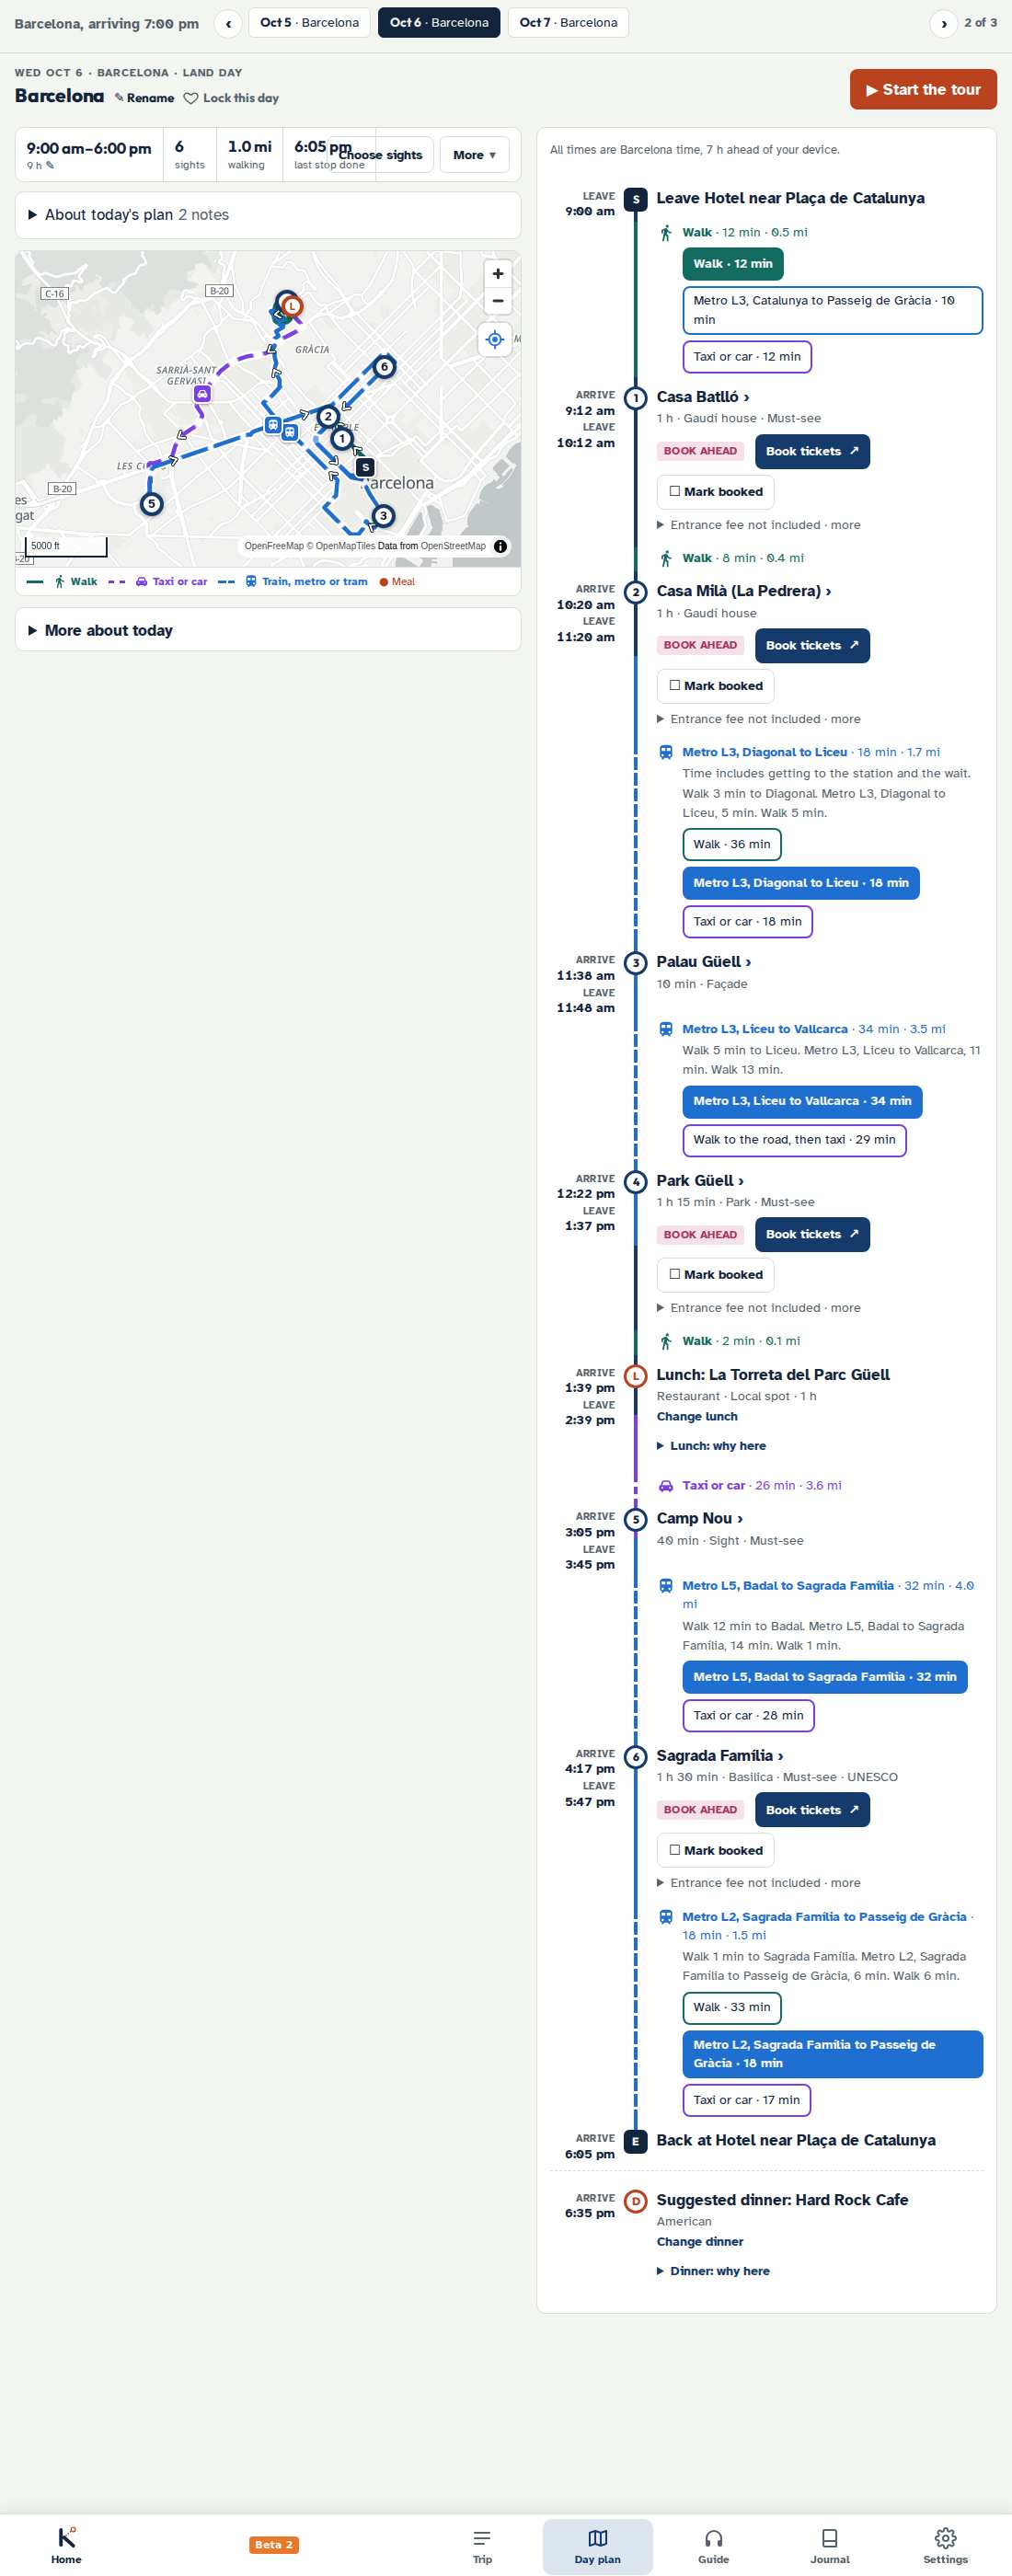 Barcelona, arriving 7:00 pm
‹
Oct 5 · Barcelona
Oct 6 · Barcelona
Oct 7 · Barcelona
›
2 of 3
WED OCT 6 · BARCELONA · LAND DAY
Barcelona
✎ Rename
Lock this day
▶ Start the tour
9:00 am–6:00 pm
9 h ✎
6
sights
1.0 mi
walking
6:05 pm
last stop done
Choose sights
More ▾
▶ About today's plan 2 notes
C-16
B-20
GRÀCIA
SARRIÀ-SANT
GERVASI
L
6
2
1
S
LES CO
B-20
5
3
arcelona
es
gat
B-20
5000 ft
+
−
OpenFreeMap © OpenMapTiles Data from OpenStreetMap
Walk
Taxi or car
Train, metro or tram
Meal
▶ More about today
All times are Barcelona time, 7 h ahead of your device.
LEAVE
9:00 am
S
Leave Hotel near Plaça de Catalunya
Walk · 12 min · 0.5 mi
Walk · 12 min
Metro L3, Catalunya to Passeig de Gràcia · 10
min
Taxi or car · 12 min
ARRIVE
9:12 am
LEAVE
10:12 am
1
Casa Batlló ›
1 h · Gaudí house · Must-see
BOOK AHEAD
Book tickets ↗
☐ Mark booked
▶ Entrance fee not included · more
Walk · 8 min · 0.4 mi
ARRIVE
10:20 am
LEAVE
11:20 am
2
Casa Milà (La Pedrera) ›
1 h · Gaudí house
BOOK AHEAD
Book tickets ↗
☐ Mark booked
▶ Entrance fee not included · more
Metro L3, Diagonal to Liceu · 18 min · 1.7 mi
Time includes getting to the station and the wait.
Walk 3 min to Diagonal. Metro L3, Diagonal to
Liceu, 5 min. Walk 5 min.
Walk · 36 min
Metro L3, Diagonal to Liceu · 18 min
Taxi or car · 18 min
ARRIVE
11:38 am
LEAVE
11:48 am
3
Palau Güell ›
10 min · Façade
Metro L3, Liceu to Vallcarca · 34 min · 3.5 mi
Walk 5 min to Liceu. Metro L3, Liceu to Vallcarca, 11
min. Walk 13 min.
Metro L3, Liceu to Vallcarca · 34 min
Walk to the road, then taxi · 29 min
ARRIVE
12:22 pm
LEAVE
1:37 pm
4
Park Güell ›
1 h 15 min · Park · Must-see
BOOK AHEAD
Book tickets ↗
☐ Mark booked
▶ Entrance fee not included · more
Walk · 2 min · 0.1 mi
ARRIVE
1:39 pm
LEAVE
2:39 pm
L
Lunch: La Torreta del Parc Güell
Restaurant · Local spot · 1 h
Change lunch
▶ Lunch: why here
Taxi or car · 26 min · 3.6 mi
ARRIVE
3:05 pm
LEAVE
3:45 pm
5
Camp Nou ›
40 min · Sight · Must-see
Metro L5, Badal to Sagrada Família · 32 min · 4.0
mi
Walk 12 min to Badal. Metro L5, Badal to Sagrada
Família, 14 min. Walk 1 min.
Metro L5, Badal to Sagrada Família · 32 min
Taxi or car · 28 min
ARRIVE
4:17 pm
LEAVE
5:47 pm
6
Sagrada Família ›
1 h 30 min · Basilica · Must-see · UNESCO
BOOK AHEAD
Book tickets ↗
☐ Mark booked
▶ Entrance fee not included · more
Metro L2, Sagrada Família to Passeig de Gràcia ·
18 min · 1.5 mi
Walk 1 min to Sagrada Família. Metro L2, Sagrada
Família to Passeig de Gràcia, 6 min. Walk 6 min.
Walk · 33 min
Metro L2, Sagrada Família to Passeig de
Gràcia · 18 min
Taxi or car · 17 min
ARRIVE
6:05 pm
E
Back at Hotel near Plaça de Catalunya
ARRIVE
6:35 pm
D
Suggested dinner: Hard Rock Cafe
American
Change dinner
▶ Dinner: why here
Home
Beta 2
Trip
Day plan
Guide
Journal
Settings